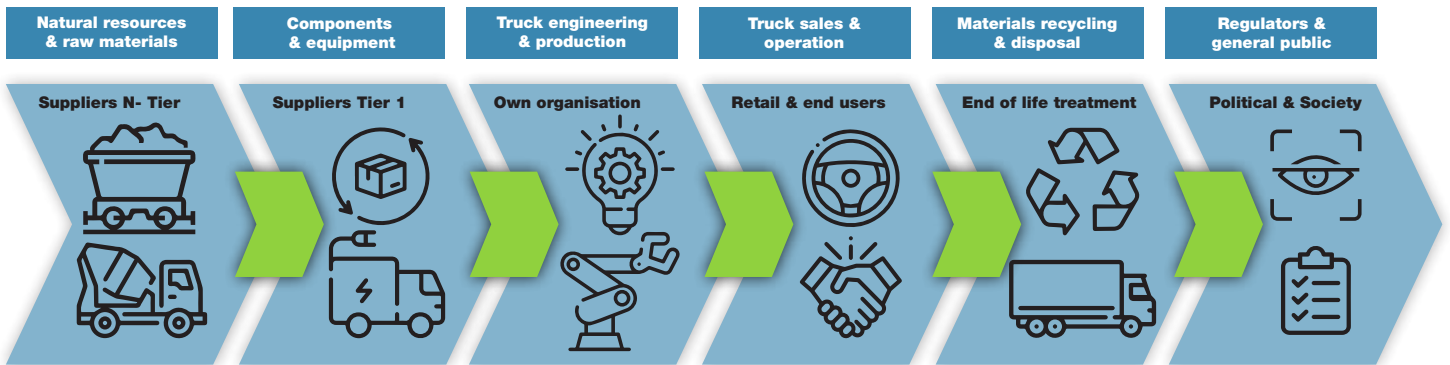 Natural resources
& raw materials
Components
& equipment
Truck engineering
& production
Truck sales &
operation
Materials recycling
& disposal
Regulators &
general public
Suppliers N- Tier
Suppliers Tier 1
Own organisation
Retail & end users
End of life treatment
Political & Society